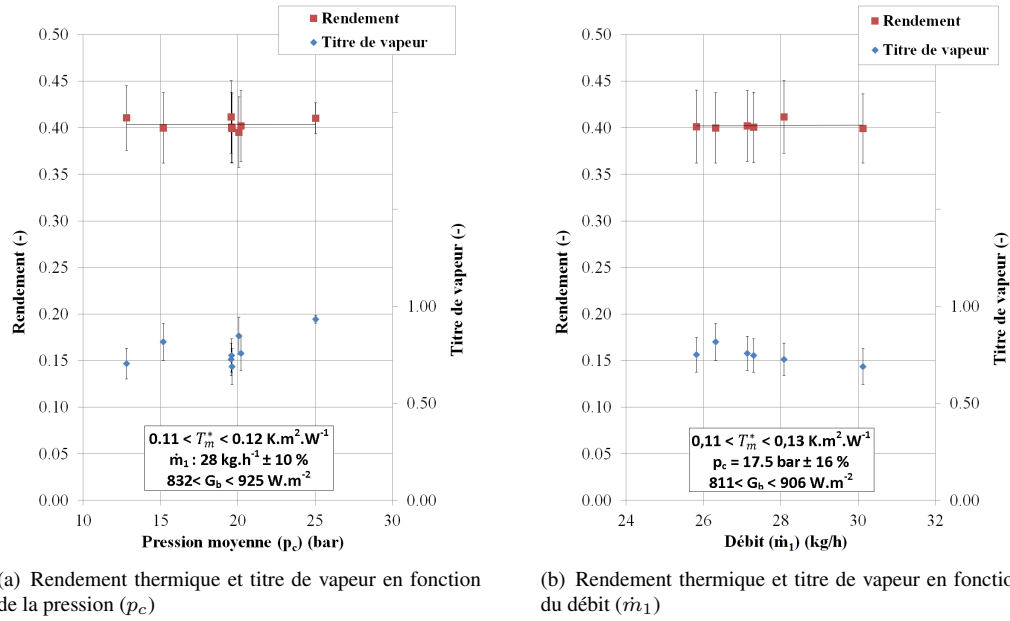 Rendement
Titre de vapeur
0.50
0.45
0.40
0.35
0.30
0.25
0.20
0.15
0.10
0.05
0.00
Rendement (-)
1.00
0.50
0.00
Titre de vapeur (-)
0.11 < T*m < 0.12 K.m².W⁻¹
ṁ₁ : 28 kg.h⁻¹ ± 10 %
832< G_b < 925 W.m⁻²
10 15 20 25 30
Pression moyenne (p_c) (bar)
(a) Rendement thermique et titre de vapeur en fonction
de la pression (p_c)
Rendement
Titre de vapeur
0.50
0.45
0.40
0.35
0.30
0.25
0.20
0.15
0.10
0.05
0.00
Rendement (-)
1.00
0.50
0.00
Titre de vapeur (-)
0,11 < T*m < 0,13 K.m².W⁻¹
p_c = 17.5 bar ± 16 %
811< G_b < 906 W.m⁻²
24 26 28 30 32
Débit (ṁ₁) (kg/h)
(b) Rendement thermique et titre de vapeur en fonctio
du débit (ṁ₁)